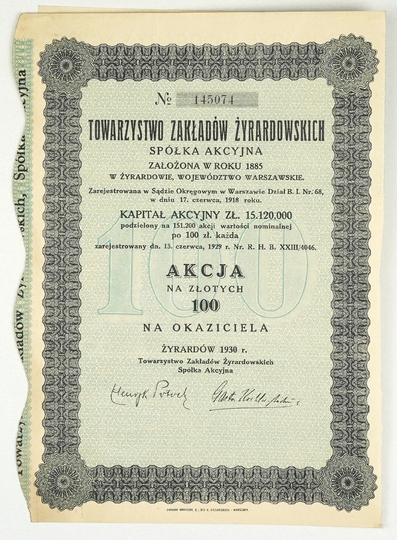 № 145074
TOWARZYSTWO ZAKŁADÓW ŻYRARDOWSKICH
SPÓŁKA AKCYJNA
ZAŁOŻONA W ROKU 1885
W ŻYRARDOWIE, WOJEWÓDZTWO WARSZAWSKIE.
Zarejestrowana w Sądzie Okręgowym w Warszawie Dział B. I. Nr. 68,
w dniu 17. czerwca, 1918 roku.
KAPITAŁ AKCYJNY ZŁ. 15.120.000
podzielony na 151.200 akcji wartości nominalnej
po 100 zł. każda,
zarejestrowany dn. 13. czerwca, 1929 r. Nr. R. H. B. XXIII/4046.
100
AKCJA
NA ZŁOTYCH
100
NA OKAZICIELA
ŻYRARDÓW 1930 r.
Towarzystwo Zakładów Żyrardowskich
Spółka Akcyjna
Henryk